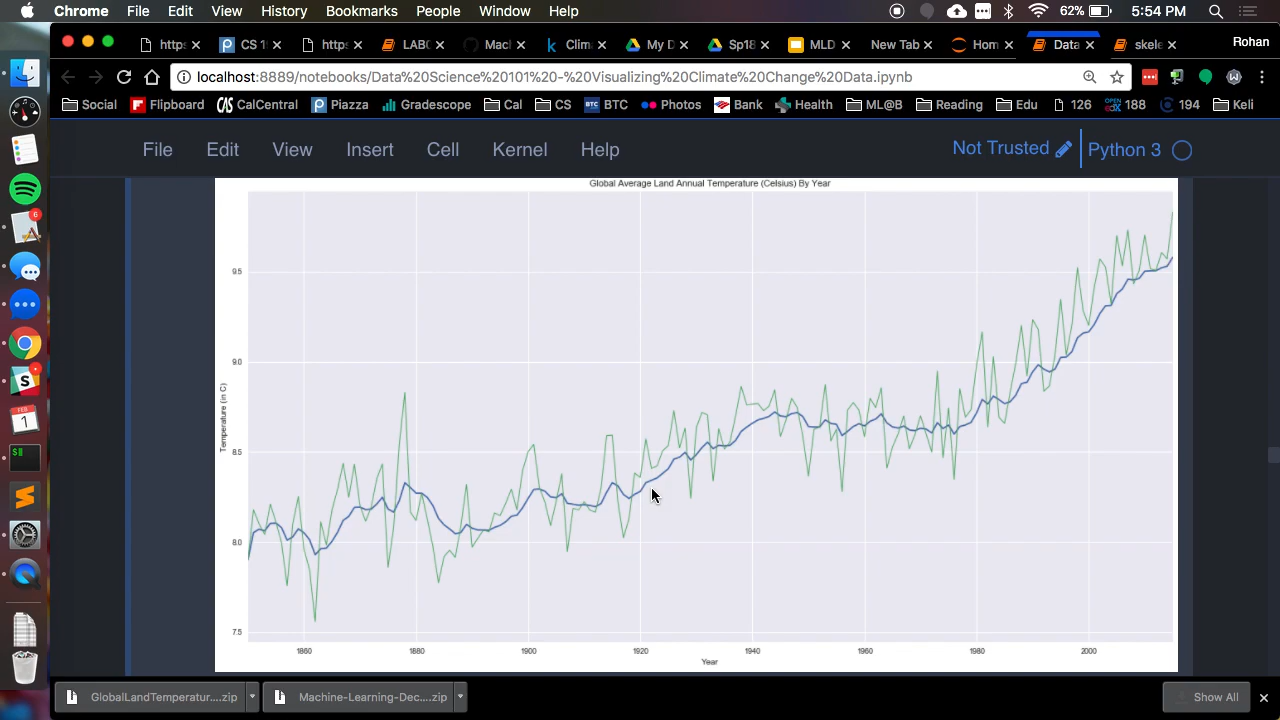 Chrome File Edit View History Bookmarks People Window Help 62% 5:54 PM
https CS 1 https LAB Macl Clim My D Sp18 MLD New Tab Hom Data skele Rohan
localhost:8889/notebooks/Data%20Science%20101%20-%20Visualizing%20Climate%20Change%20Data.ipynb
Social Flipboard CalCentral Piazza Gradescope Cal CS BTC BTC Photos Bank Health ML@B Reading Edu 126 188 194 Keli
File Edit View Insert Cell Kernel Help Not Trusted Python 3
Global Average Land Annual Temperature (Celsius) By Year
9.5
9.0
8.5
8.0
7.5
Temperature (in C)
1860 1880 1900 1920 1940 1960 1980 2000
Year
6
FEB
1
GlobalLandTemperatur....zip Machine-Learning-Dec....zip Show All